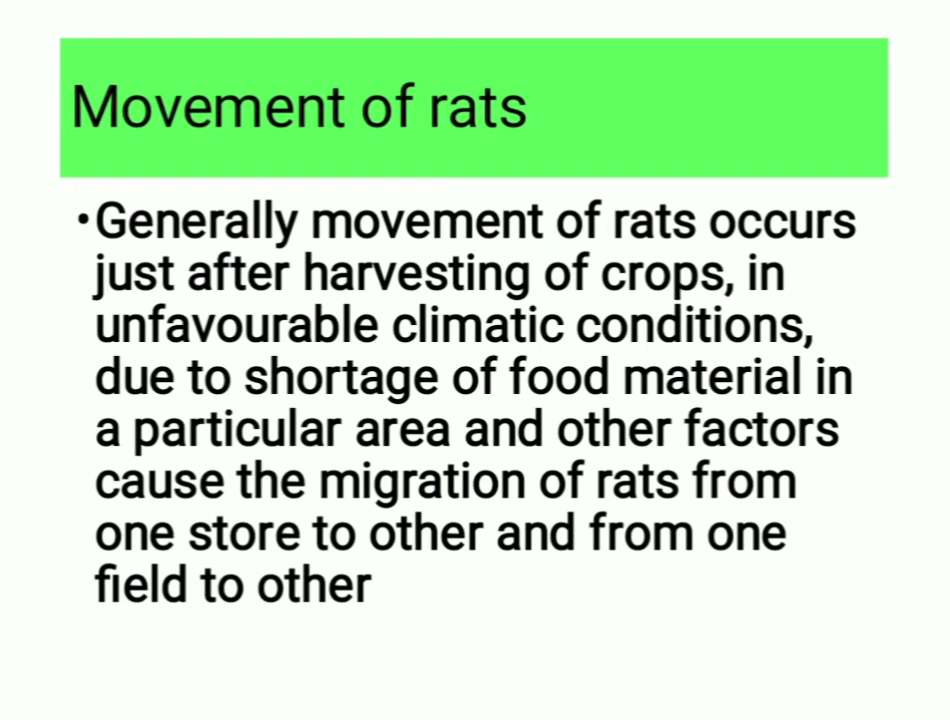 Movement of rats
•Generally movement of rats occurs
just after harvesting of crops, in
unfavourable climatic conditions,
due to shortage of food material in
a particular area and other factors
cause the migration of rats from
one store to other and from one
field to other